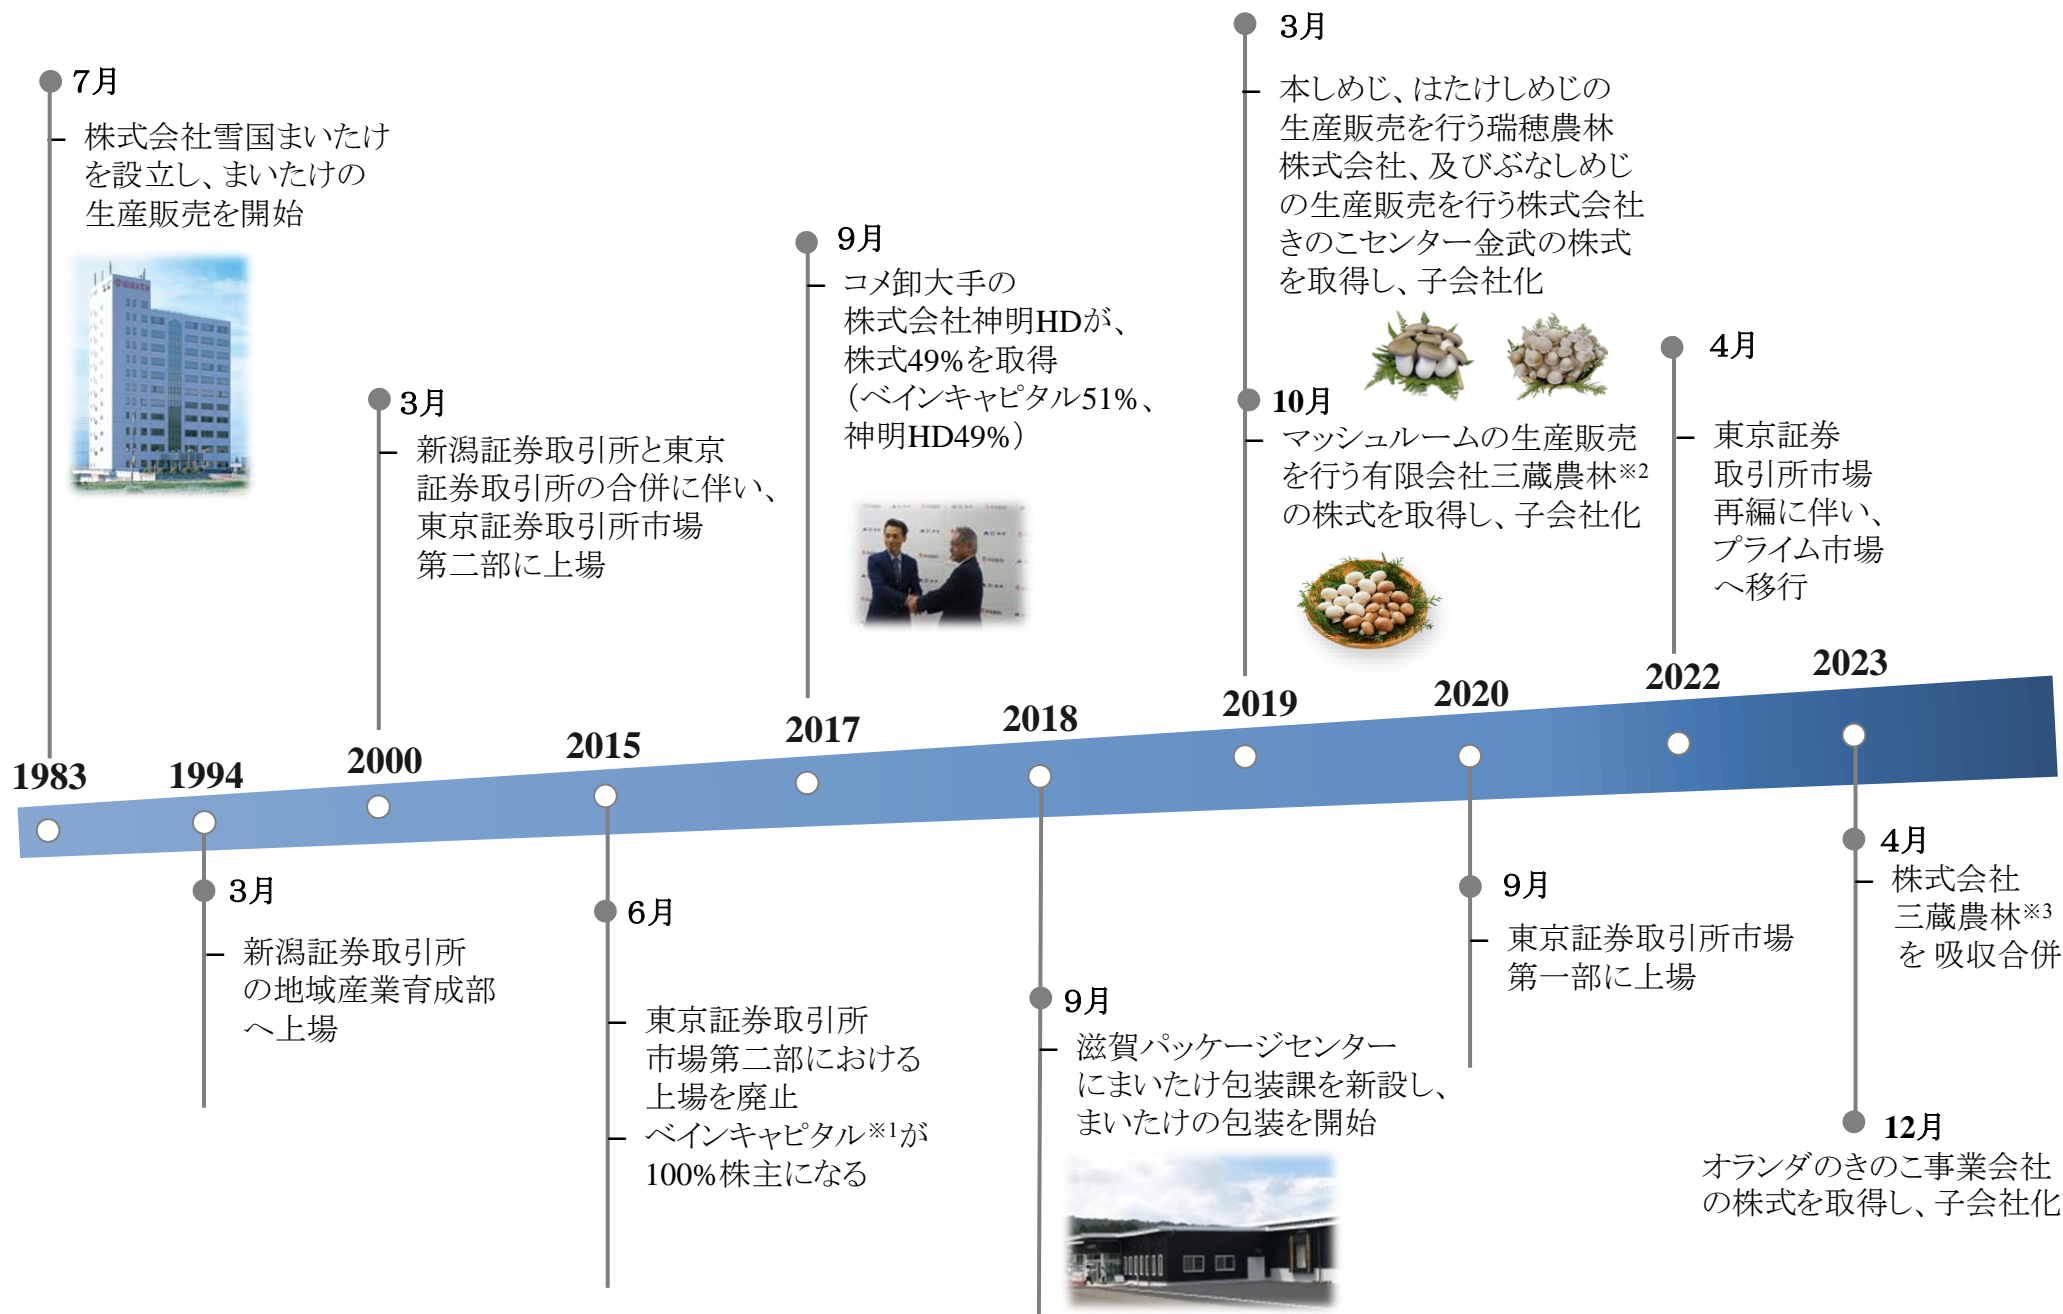 1983
7月
– 株式会社雪国まいたけ
を設立し、まいたけの
生産販売を開始
1994
3月
– 新潟証券取引所
の地域産業育成部
へ上場
2000
3月
– 新潟証券取引所と東京
証券取引所の合併に伴い、
東京証券取引所市場
第二部に上場
2015
6月
– 東京証券取引所
市場第二部における
上場を廃止
– ベインキャピタル※1が
100%株主になる
2017
9月
– コメ卸大手の
株式会社神明HDが、
株式49%を取得
（ベインキャピタル51%、
神明HD49%）
2018
9月
– 滋賀パッケージセンター
にまいたけ包装課を新設し、
まいたけの包装を開始
2019
3月
– 本しめじ、はたけしめじの
生産販売を行う瑞穂農林
株式会社、及びぶなしめじ
の生産販売を行う株式会社
きのこセンター金武の株式
を取得し、子会社化
10月
– マッシュルームの生産販売
を行う有限会社三蔵農林※2
の株式を取得し、子会社化
2020
9月
– 東京証券取引所市場
第一部に上場
2022
4月
– 東京証券
取引所市場
再編に伴い、
プライム市場
へ移行
2023
4月
– 株式会社
三蔵農林※3
を 吸収合併
12月
オランダのきのこ事業会社
の株式を取得し、子会社化